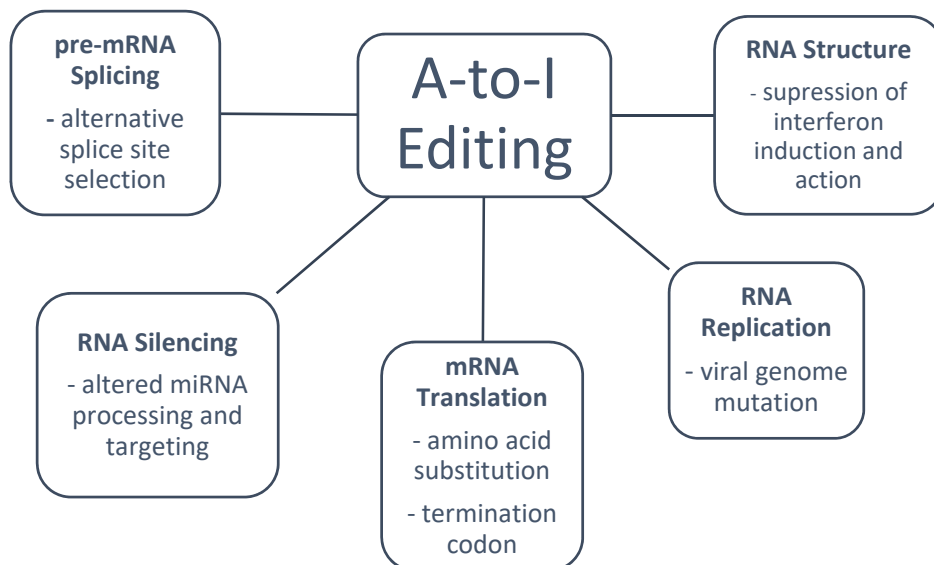 pre-mRNA
Splicing
- alternative
splice site
selection
A-to-I
Editing
RNA Structure
- supression of
interferon
induction and
action
RNA Silencing
- altered miRNA
processing and
targeting
mRNA
Translation
- amino acid
substitution
- termination
codon
RNA
Replication
- viral genome
mutation